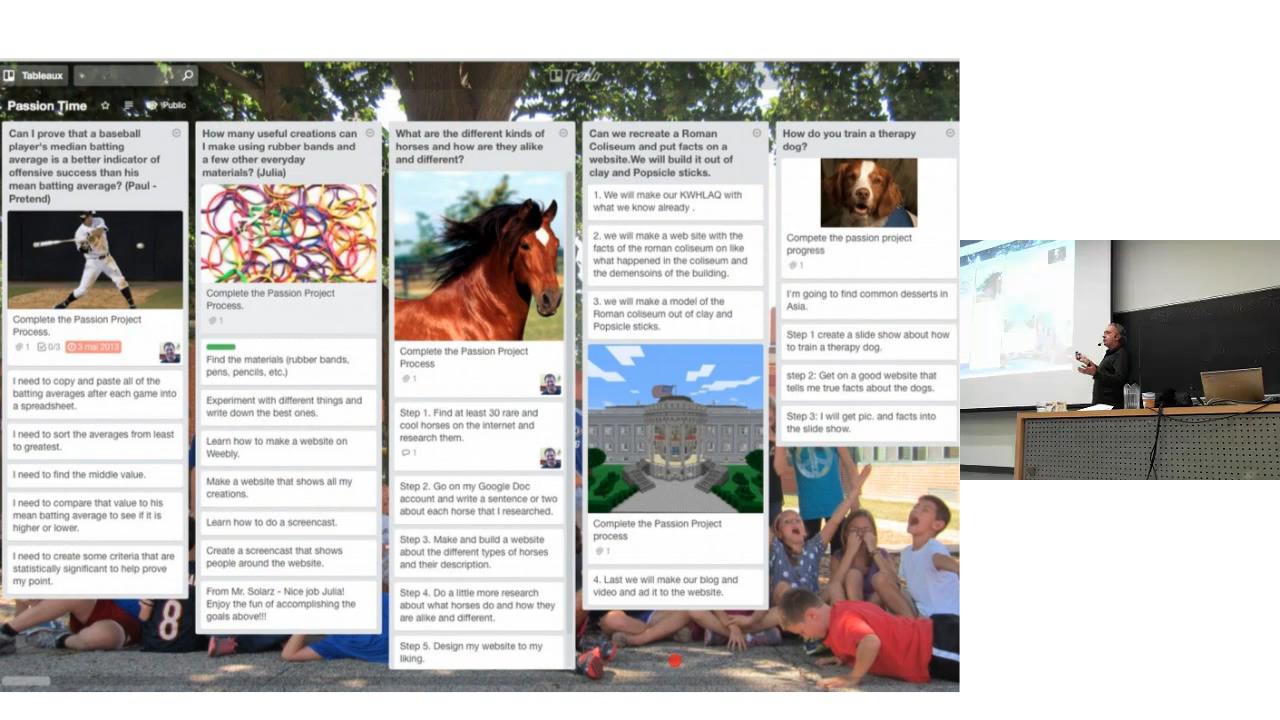 Tableaux
Trello
Passion Time
Public
Can I prove that a baseball
player's median batting
average is a better indicator of
offensive success than his
mean batting average? (Paul -
Pretend)
Complete the Passion Project
Process.
1
0/3
3 mai 2013
I need to copy and paste all of the
batting averages after each game into
a spreadsheet.
I need to sort the averages from least
to greatest.
I need to find the middle value.
I need to compare that value to his
mean batting average to see if it is
higher or lower.
I need to create some criteria that are
statistically significant to help prove
my point.
8
How many useful creations can
I make using rubber bands and
a few other everyday
materials? (Julia)
Complete the Passion Project
Process.
1
Find the materials (rubber bands,
pens, pencils, etc.)
Experiment with different things and
write down the best ones.
Learn how to make a website on
Weebly.
Make a website that shows all my
creations.
Learn how to do a screencast.
Create a screencast that shows
people around the website.
From Mr. Solarz - Nice job Julia!
Enjoy the fun of accomplishing the
goals above!!!
What are the different kinds of
horses and how are they alike
and different?
Complete the Passion Project
Process
1
Step 1. Find at least 30 rare and
cool horses on the internet and
research them.
1
Step 2. Go on my Google Doc
account and write a sentence or two
about each horse that I researched.
Step 3. Make and build a website
about the different types of horses
and their description.
Step 4. Do a little more research
about what horses do and how they
are alike and different.
Step 5. Design my website to my
liking.
Can we recreate a Roman
Coliseum and put facts on a
website.We will build it out of
clay and Popsicle sticks.
1. We will make our KWHLAQ with
what we know already .
2. we will make a web site with the
facts of the roman coliseum on like
what happened in the coliseum and
the demensoins of the building.
3. we will make a model of the
Roman coliseum out of clay and
Popsicle sticks.
Complete the Passion Project
process
1
4. Last we will make our blog and
video and ad it to the website.
How do you train a therapy
dog?
Compete the passion project
progress
1
I'm going to find common desserts in
Asia.
Step 1 create a slide show about how
to train a therapy dog.
step 2: Get on a good website that
tells me true facts about the dogs.
Step 3: I will get pic. and facts into
the slide show.